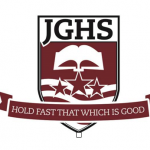 JGHS
HOLD FAST THAT WHICH IS GOOD